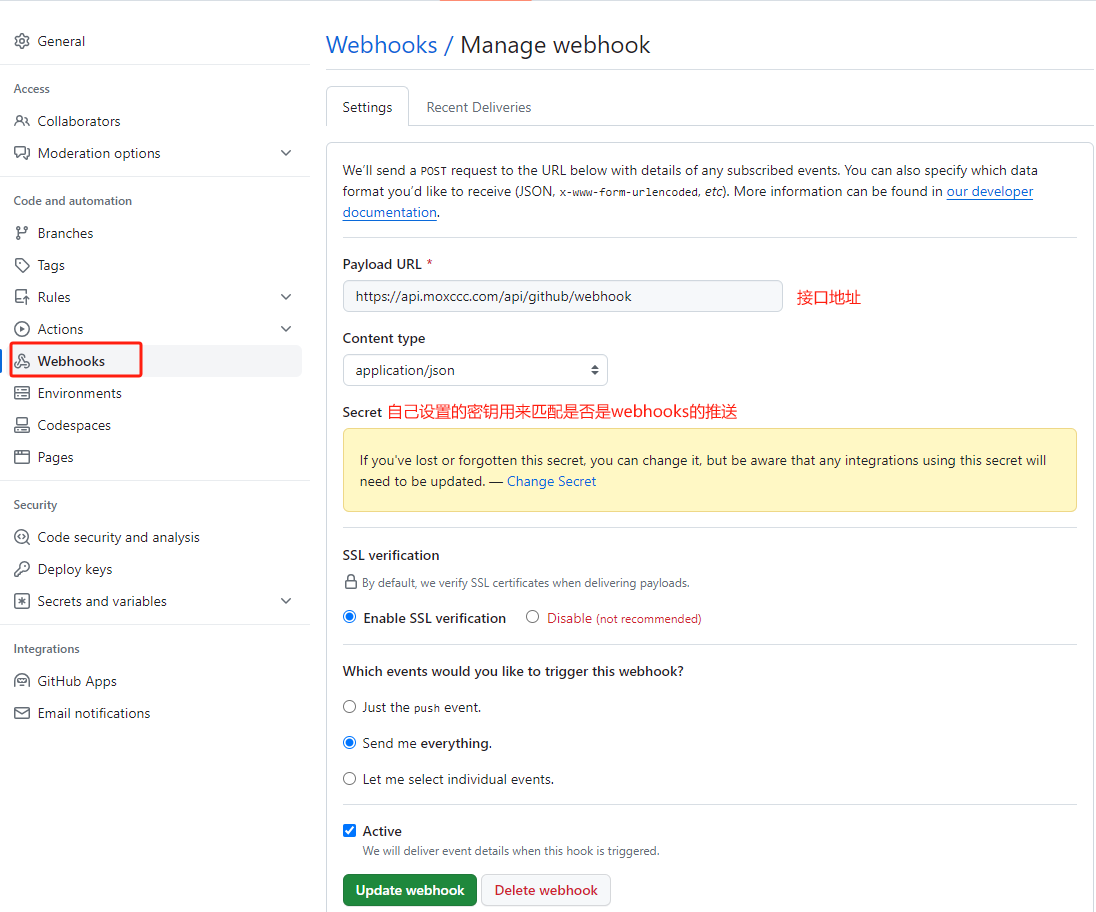 General
Access
Collaborators
Moderation options
Code and automation
Branches
Tags
Rules
Actions
Webhooks
Environments
Codespaces
Pages
Security
Code security and analysis
Deploy keys
Secrets and variables
Integrations
GitHub Apps
Email notifications
Webhooks / Manage webhook
Settings Recent Deliveries
We'll send a POST request to the URL below with details of any subscribed events. You can also specify which data
format you'd like to receive (JSON, x-www-form-urlencoded, etc). More information can be found in our developer
documentation.
Payload URL *
https://api.moxccc.com/api/github/webhook 接口地址
Content type
application/json
Secret 自己设置的密钥用来匹配是否是webhooks的推送
If you've lost or forgotten this secret, you can change it, but be aware that any integrations using this secret will
need to be updated. — Change Secret
SSL verification
By default, we verify SSL certificates when delivering payloads.
Enable SSL verification Disable (not recommended)
Which events would you like to trigger this webhook?
Just the push event.
Send me everything.
Let me select individual events.
Active
We will deliver event details when this hook is triggered.
Update webhook Delete webhook